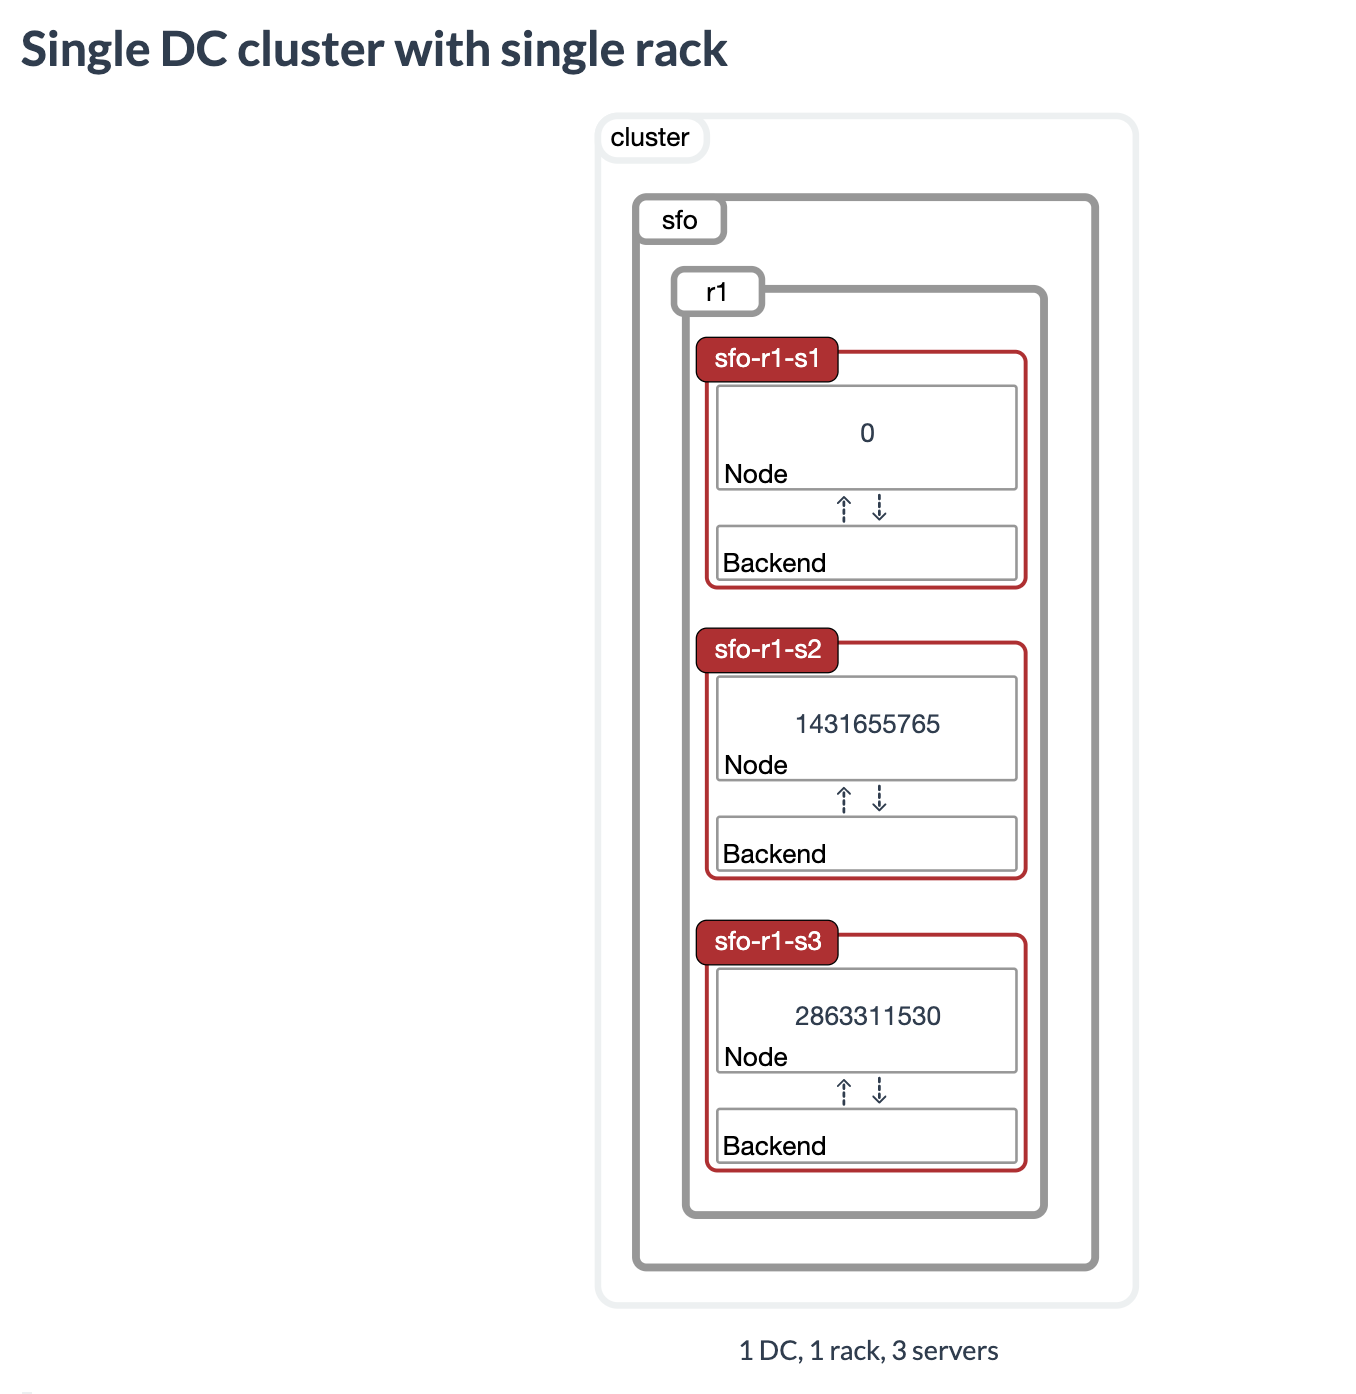 Single DC cluster with single rack
cluster
sfo
r1
sfo-r1-s1
0
Node
Backend
sfo-r1-s2
1431655765
Node
Backend
sfo-r1-s3
2863311530
Node
Backend
1 DC, 1 rack, 3 servers